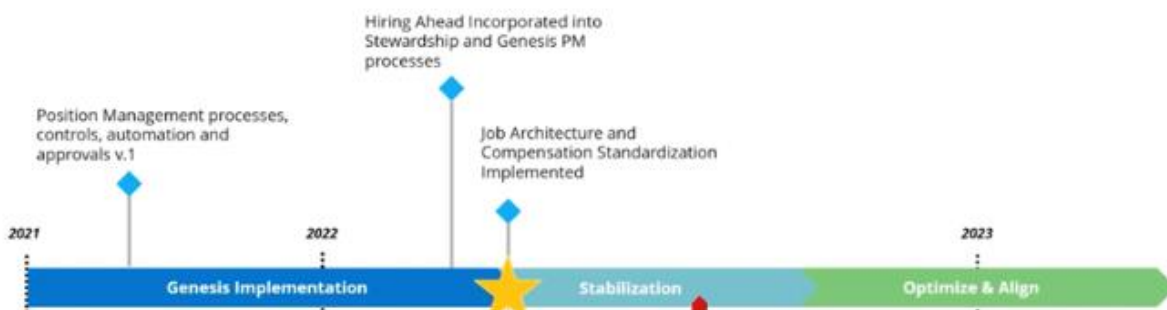 Hiring Ahead Incorporated into
Stewardship and Genesis PM
processes
Position Management processes,
controls, automation and
approvals v.1
Job Architecture and
Compensation Standardization
Implemented
2021
2022
2023
Genesis Implementation
Stabilization
Optimize & Align